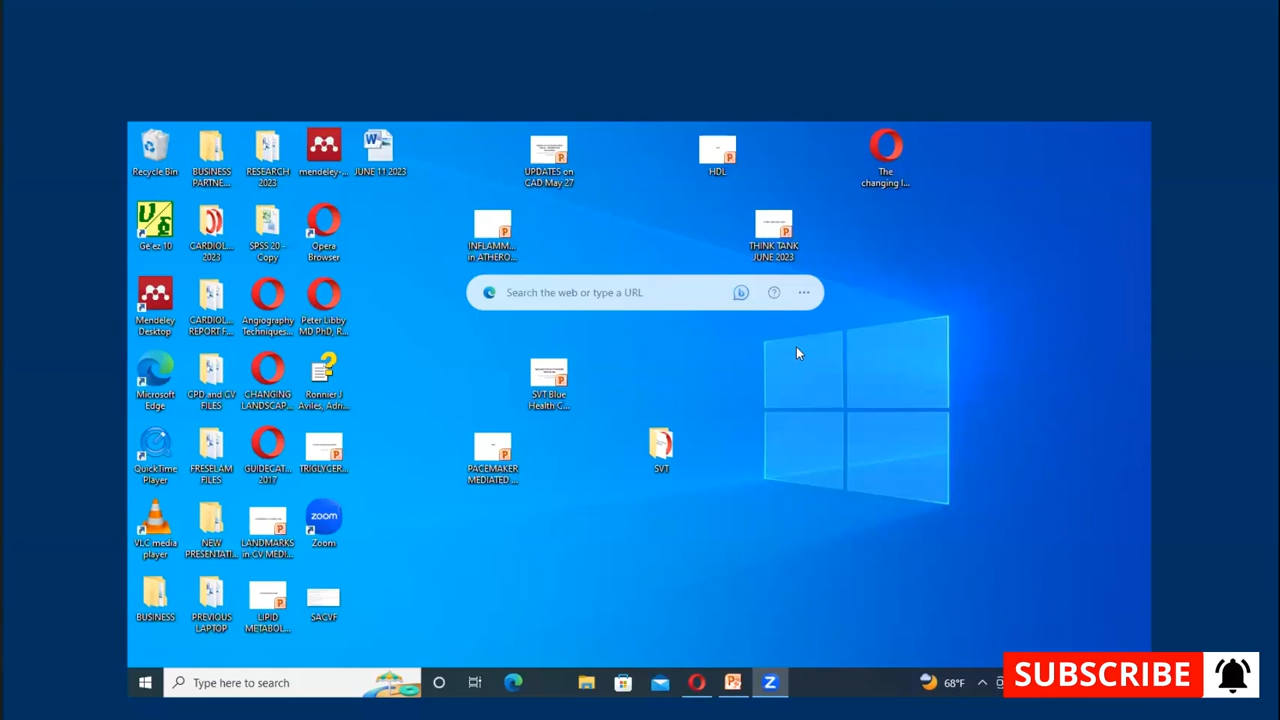 Recycle Bin
BUSINESS
PARTNE...
RESEARCH
2023
mendeley-...
JUNE 11 2023
UPDATES on
CAD May 27
HDL
The
changing l...
Ge'ez 10
CARDIOL...
2023
SPSS 20 -
Copy
Opera
Browser
INFLAMM...
in ATHERO...
THINK TANK
JUNE 2023
Search the web or type a URL
Mendeley
Desktop
CARDIOL...
REPORT F...
Angiography
Techniques...
Peter Libby
MD PhD, R...
Microsoft
Edge
CPD and CV
FILES
CHANGING
LANDSCAP...
Ronnier J
Aviles, Adn...
SVT Blue
Health C...
QuickTime
Player
FRESELAM
FILES
GUIDECAT...
2017
TRIGLYCER...
PACEMAKER
MEDIATED ...
SVT
VLC media
player
NEW
PRESENTATI...
LANDMARKS
in CV MEDI...
zoom
Zoom
BUSINESS
PREVIOUS
LAPTOP
LIPID
METABOL...
SACVF
Type here to search
68°F
SUBSCRIBE